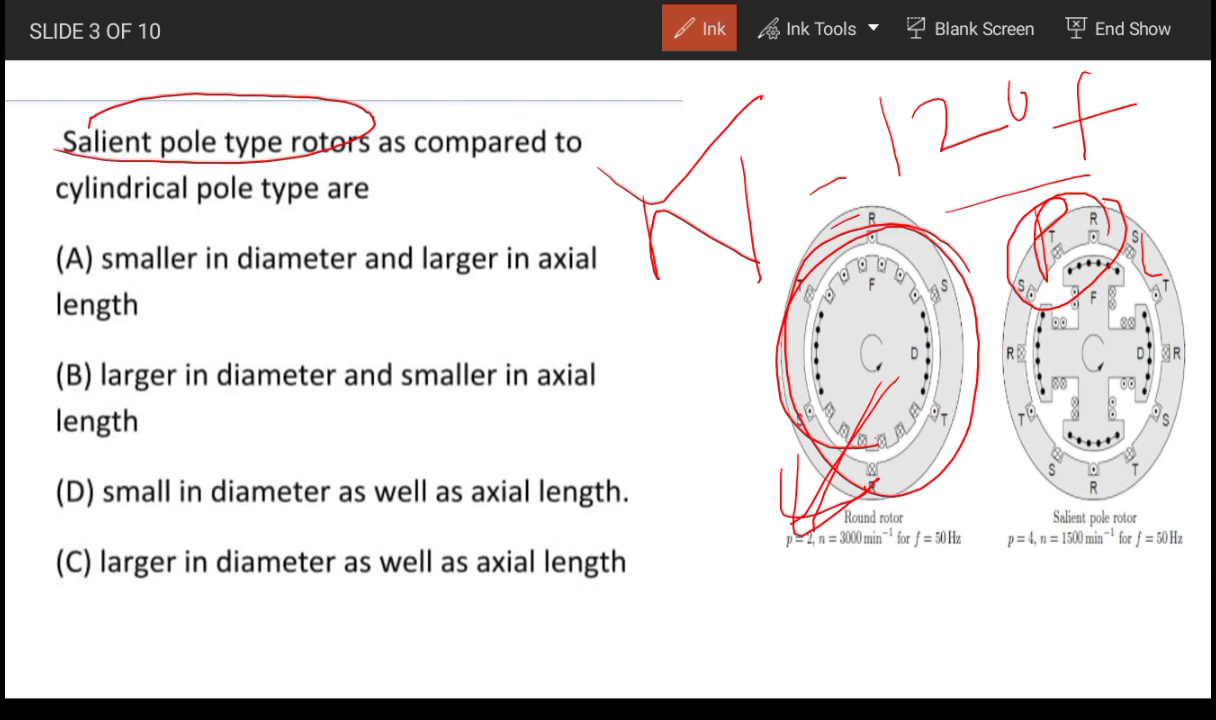 SLIDE 3 OF 10
Ink
Ink Tools
Blank Screen
End Show
Salient pole type rotors as compared to
cylindrical pole type are
(A) smaller in diameter and larger in axial
length
(B) larger in diameter and smaller in axial
length
(D) small in diameter as well as axial length.
(C) larger in diameter as well as axial length
N = 120 f
P
R
S
T
R
S
T
F
D
Round rotor
p = 2, n = 3000 min⁻¹ for f = 50 Hz
R
S
T
R
S
T
R
S
T
R
S
T
F
D
Salient pole rotor
p = 4, n = 1500 min⁻¹ for f = 50 Hz